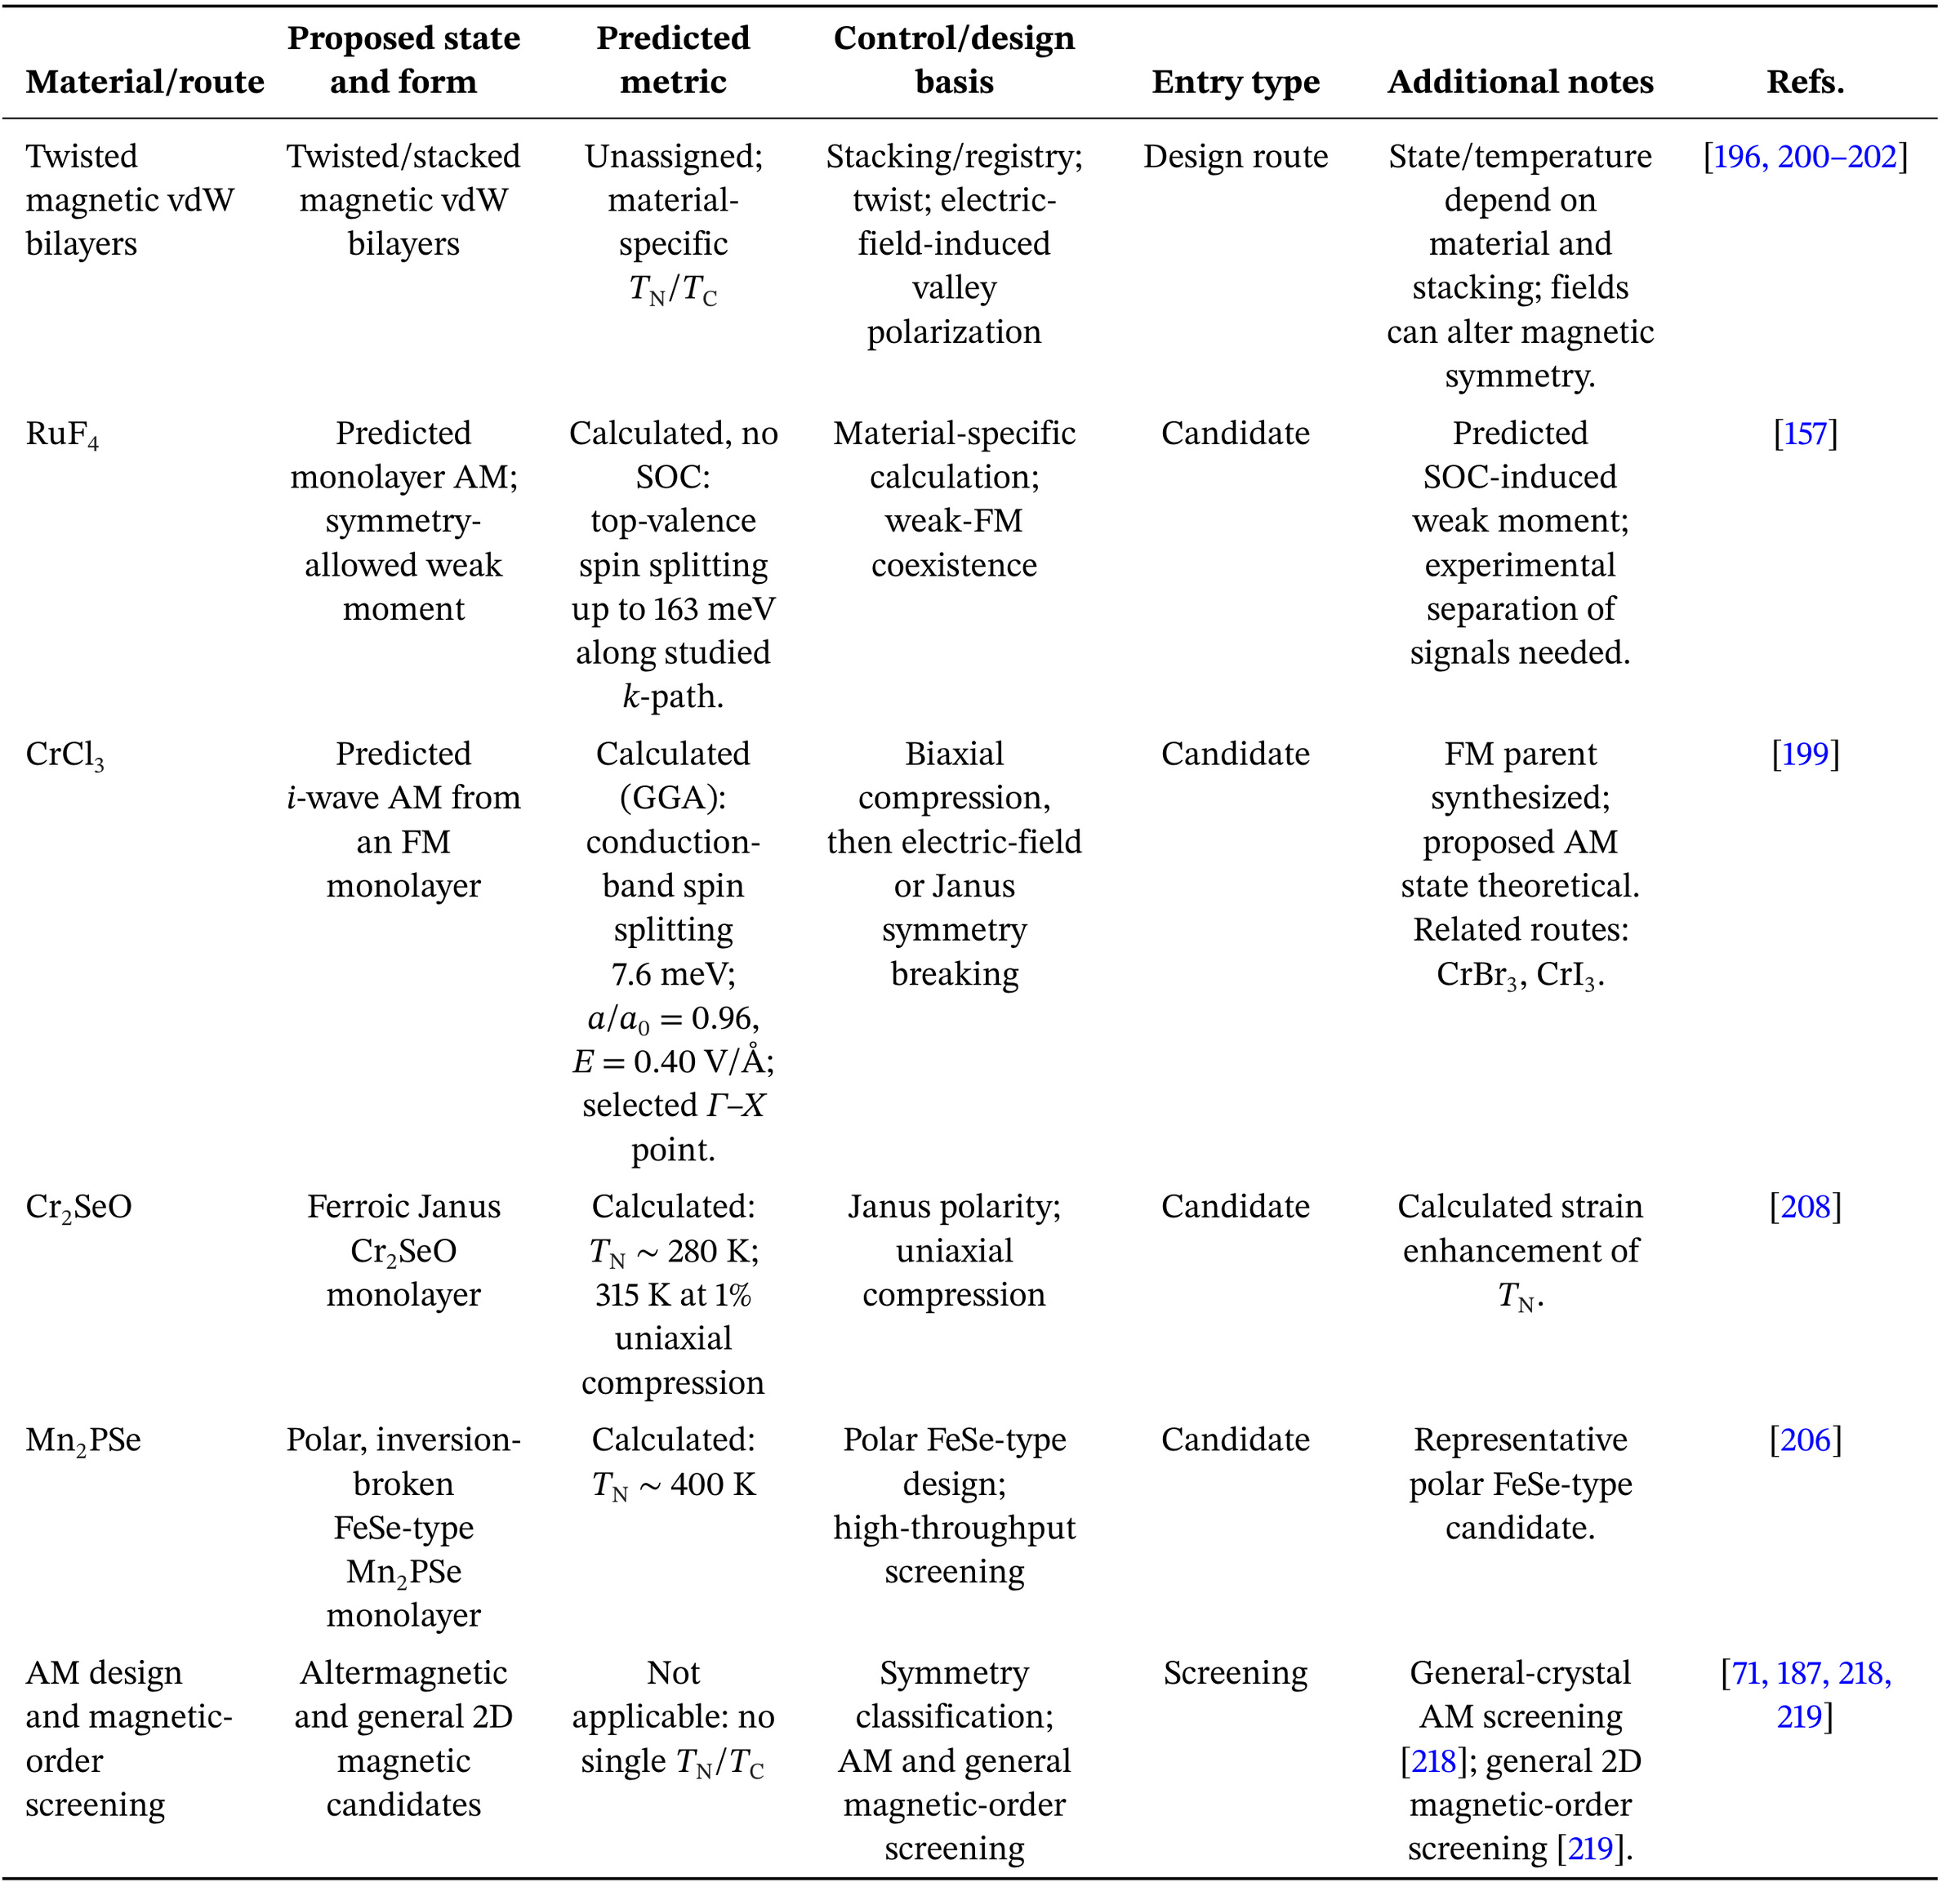 Material/route | Proposed state and form | Predicted metric | Control/design basis | Entry type | Additional notes | Refs.
Twisted magnetic vdW bilayers | Twisted/stacked magnetic vdW bilayers | Unassigned; material-specific T_N/T_C | Stacking/registry; twist; electric-field-induced valley polarization | Design route | State/temperature depend on material and stacking; fields can alter magnetic symmetry. | [196, 200–202]
RuF₄ | Predicted monolayer AM; symmetry-allowed weak moment | Calculated, no SOC: top-valence spin splitting up to 163 meV along studied k-path. | Material-specific calculation; weak-FM coexistence | Candidate | Predicted SOC-induced weak moment; experimental separation of signals needed. | [157]
CrCl₃ | Predicted i-wave AM from an FM monolayer | Calculated (GGA): conduction-band spin splitting 7.6 meV; a/a₀ = 0.96, E = 0.40 V/Å; selected Γ–X point. | Biaxial compression, then electric-field or Janus symmetry breaking | Candidate | FM parent synthesized; proposed AM state theoretical. Related routes: CrBr₃, CrI₃. | [199]
Cr₂SeO | Ferroic Janus Cr₂SeO monolayer | Calculated: T_N ~ 280 K; 315 K at 1% uniaxial compression | Janus polarity; uniaxial compression | Candidate | Calculated strain enhancement of T_N. | [208]
Mn₂PSe | Polar, inversion-broken FeSe-type Mn₂PSe monolayer | Calculated: T_N ~ 400 K | Polar FeSe-type design; high-throughput screening | Candidate | Representative polar FeSe-type candidate. | [206]
AM design and magnetic-order screening | Altermagnetic and general 2D magnetic candidates | Not applicable: no single T_N/T_C | Symmetry classification; AM and general magnetic-order screening | Screening | General-crystal AM screening [218]; general 2D magnetic-order screening [219]. | [71, 187, 218, 219]